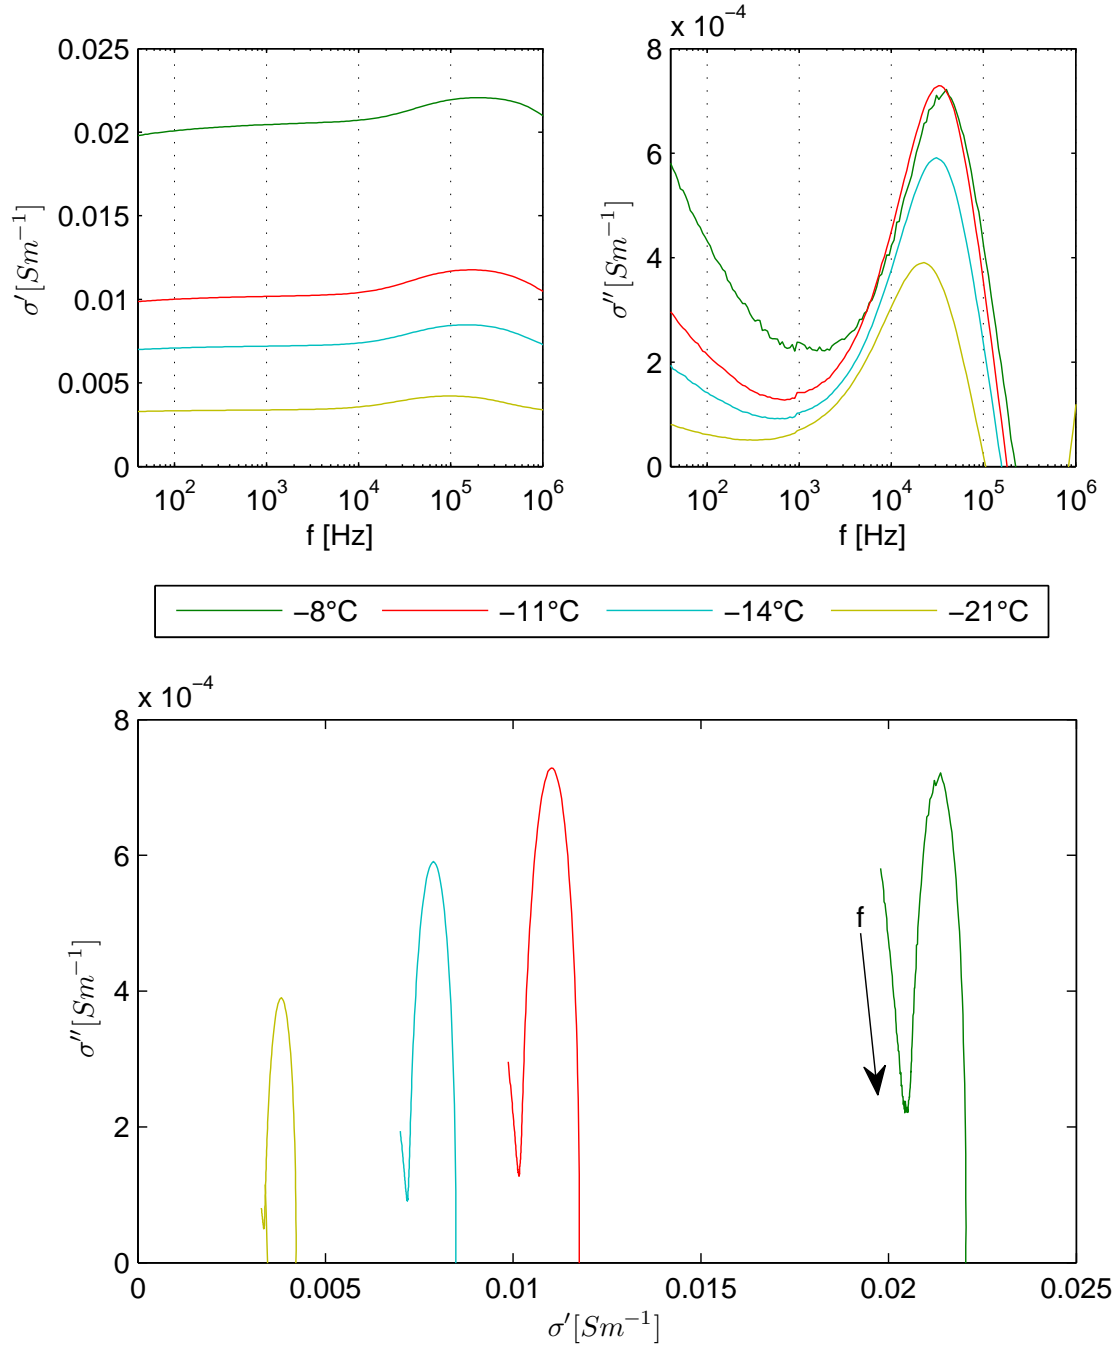 x 10⁻⁴
0.025
0.02
0.015
0.01
0.005
0
σ′[Sm⁻¹]
10² 10³ 10⁴ 10⁵ 10⁶
f [Hz]
8
6
4
2
0
σ″[Sm⁻¹]
10² 10³ 10⁴ 10⁵ 10⁶
f [Hz]
−8°C −11°C −14°C −21°C
x 10⁻⁴
8
6
4
2
0
σ″[Sm⁻¹]
f
0 0.005 0.01 0.015 0.02 0.025
σ′[Sm⁻¹]